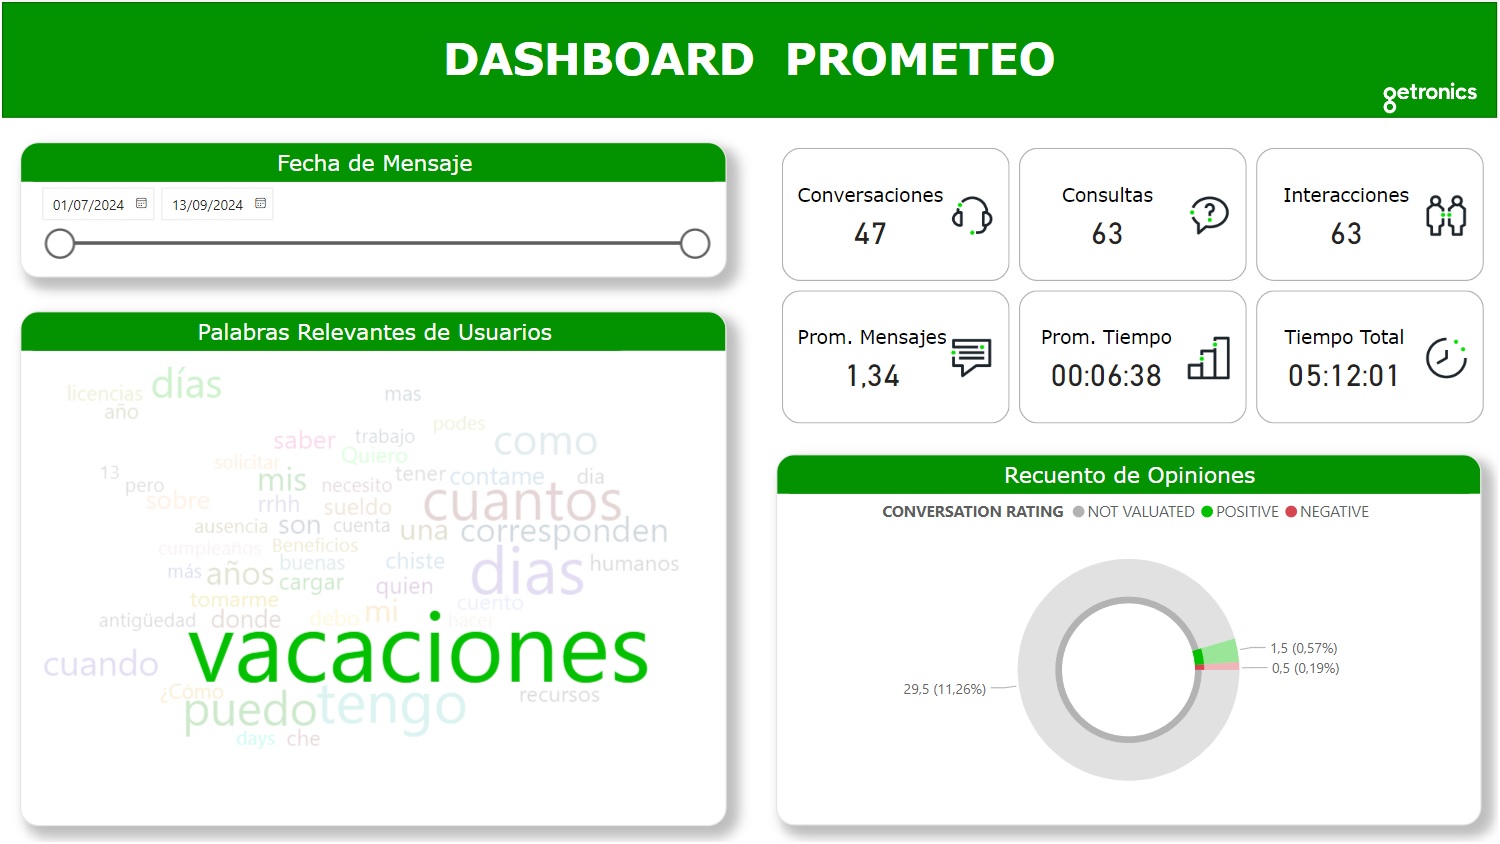 DASHBOARD PROMETEO
getronics
Fecha de Mensaje
01/07/2024 13/09/2024
Conversaciones
47
Consultas
63
Interacciones
63
Prom. Mensajes
1,34
Prom. Tiempo
00:06:38
Tiempo Total
05:12:01
Palabras Relevantes de Usuarios
licencias días mas
año
podes
saber trabajo como
Quiero
solicitar
13 mis tener contame dia
pero necesito
sobre rrhh sueldo cuantos
ausencia son cuenta una corresponden
cumpleaños Beneficios
buenas chiste humanos
más años cargar quien dias
tomarme cuento
antigüedad donde debo mi hacer
vacaciones
cuando
¿Cómo recursos
puedo tengo
days che
Recuento de Opiniones
CONVERSATION RATING NOT VALUATED POSITIVE NEGATIVE
1,5 (0,57%)
0,5 (0,19%)
29,5 (11,26%)